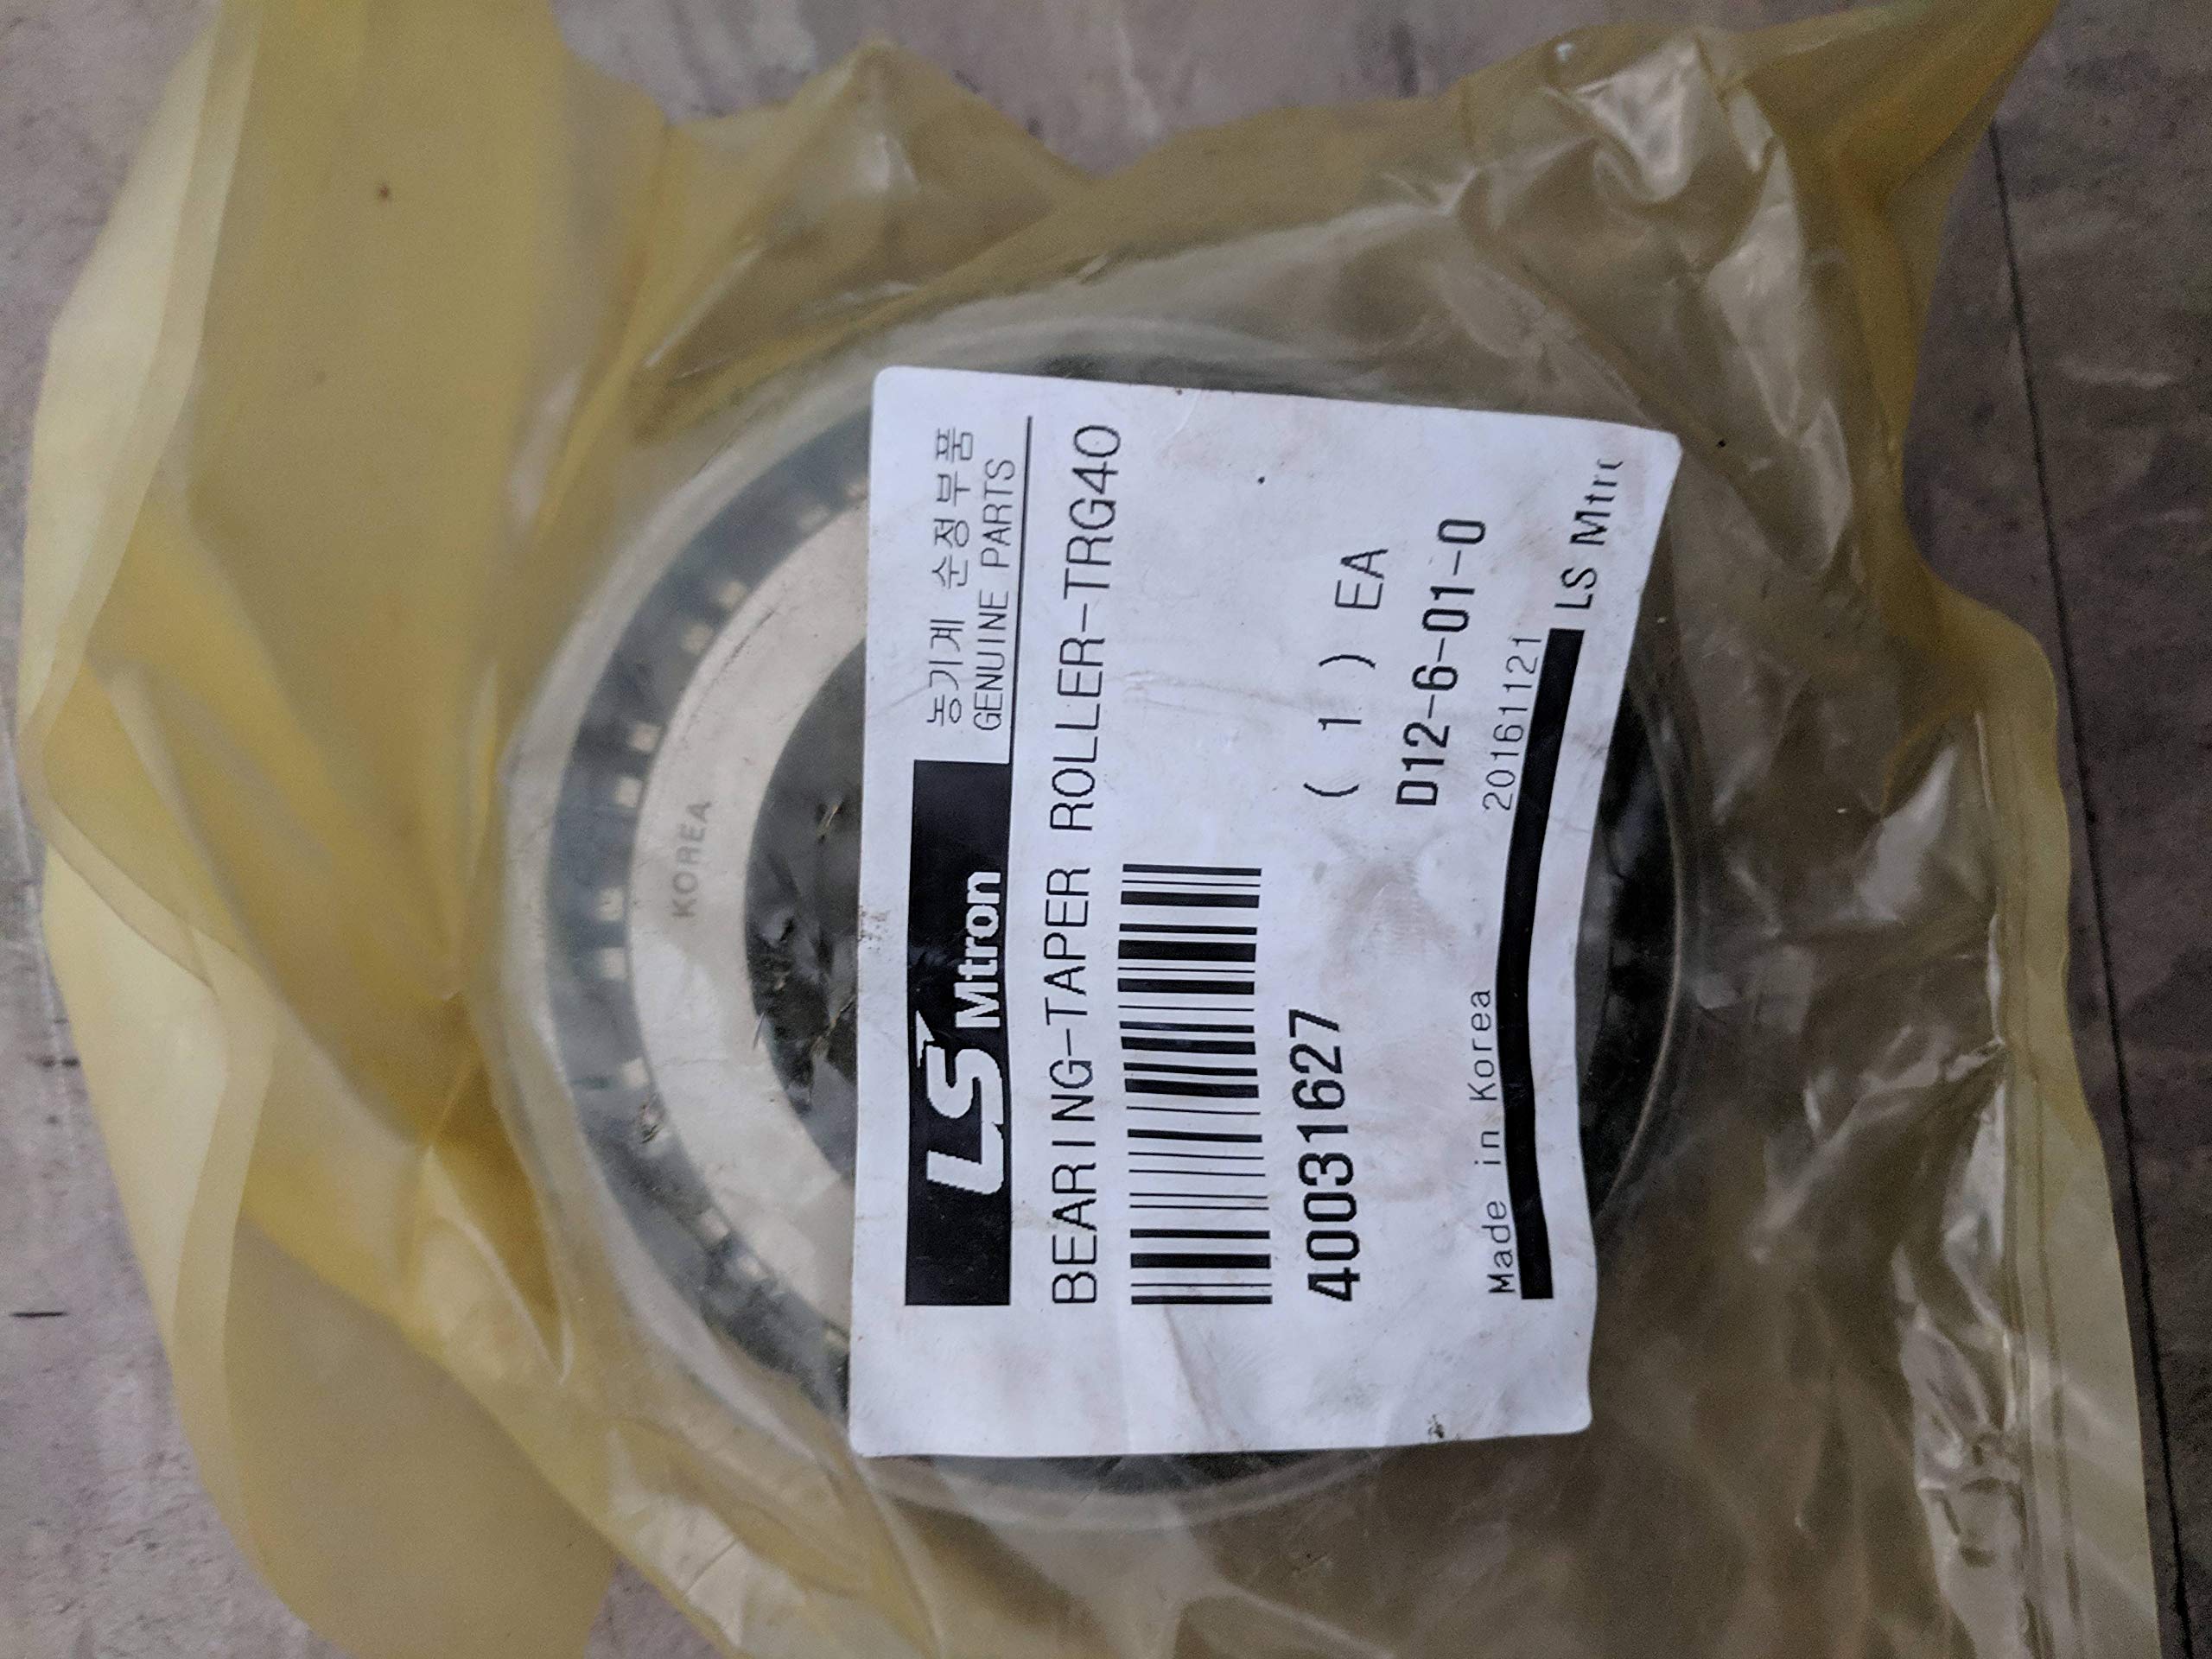 LS Mtron
농기계 순정부품
GENUINE PARTS
BEARING-TAPER ROLLER-TRG40
40031627
( 1 ) EA
D12-6-01-0
Made in Korea
20161121
LS Mtro
KOREA